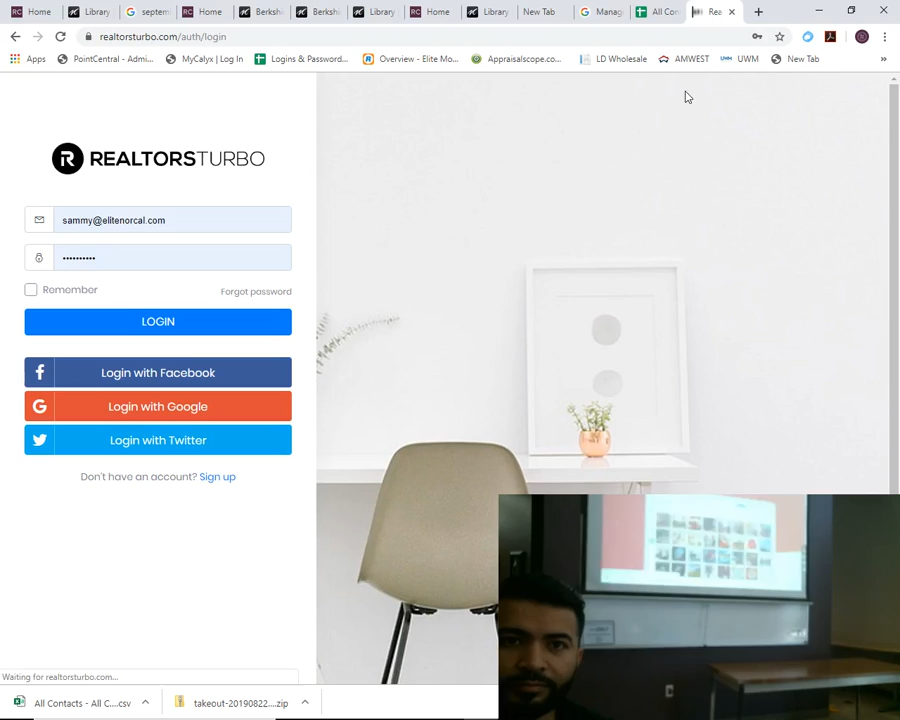 Home Library septem Home Berksh Berksh Library Home Library New Tab Manag All Con Rea
realtorsturbo.com/auth/login
Apps PointCentral - Admi... MyCalyx | Log In Logins & Password... Overview - Elite Mo... Appraisalscope.co... LD Wholesale AMWEST UWM New Tab »
REALTORSTURBO
sammy@elitenorcal.com
••••••••••
Remember Forgot password
LOGIN
Login with Facebook
Login with Google
Login with Twitter
Don't have an account? Sign up
Waiting for realtorsturbo.com...
All Contacts - All C....csv takeout-20190822....zip